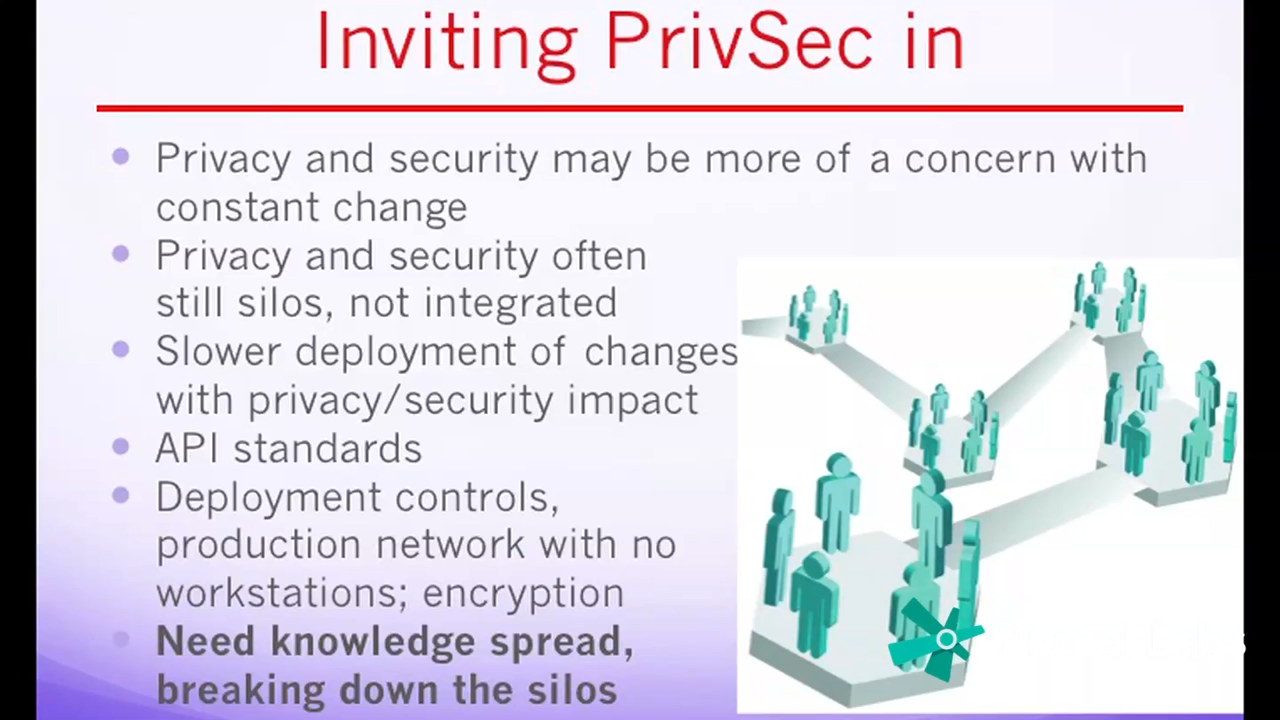 Inviting PrivSec in
Privacy and security may be more of a concern with
constant change
Privacy and security often
still silos, not integrated
Slower deployment of changes
with privacy/security impact
API standards
Deployment controls,
production network with no
workstations; encryption
Need knowledge spread,
breaking down the silos